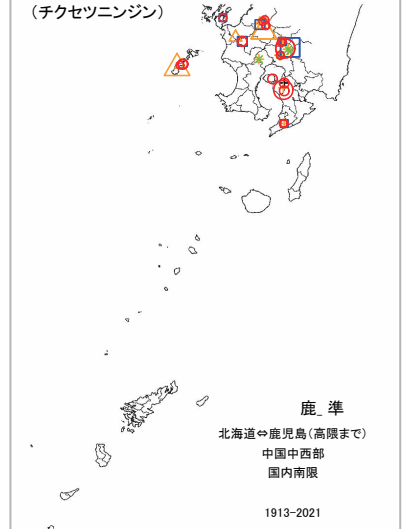 (チクセツニンジン)
鹿_準
北海道⇔鹿児島(高隈まで)
中国中西部
国内南限
1913-2021